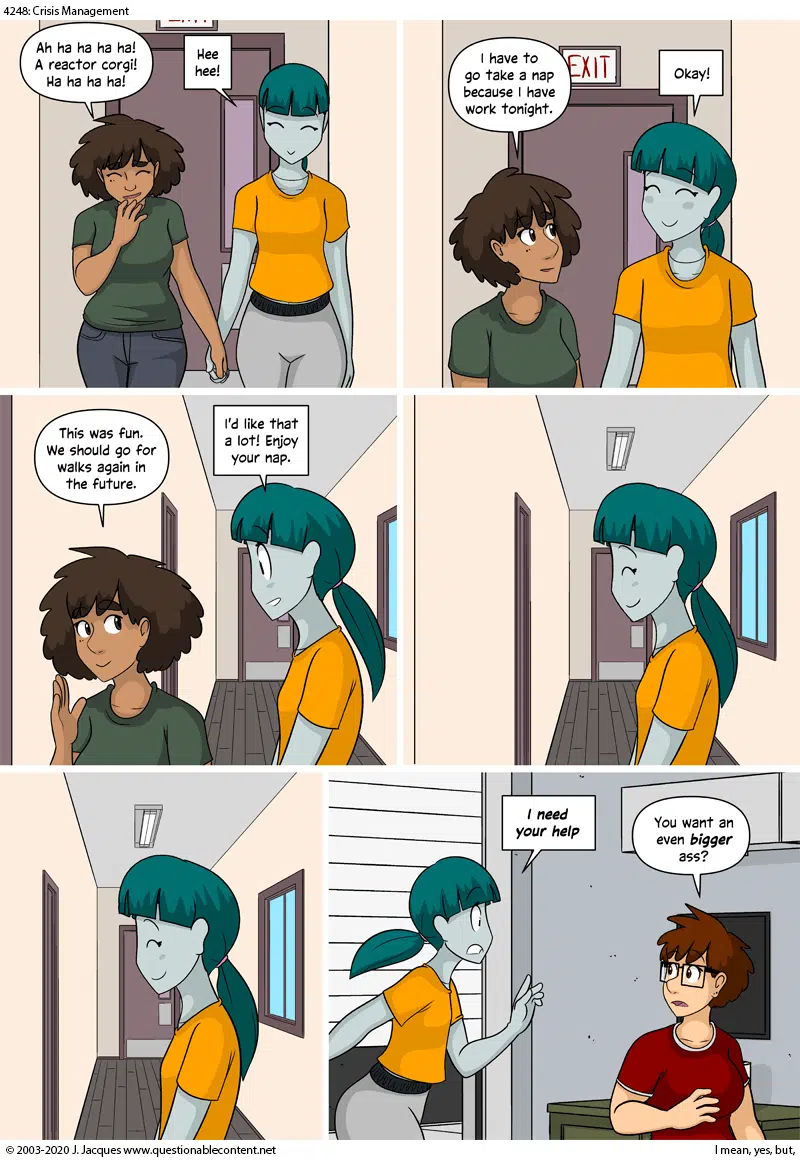 4248: Crisis Management
EXIT
Ah ha ha ha ha!
A reactor corgi!
Ha ha ha ha!
Hee
hee!
I have to
go take a nap
because I have
work tonight.
EXIT
Okay!
This was fun.
We should go for
walks again in
the future.
I'd like that
a lot! Enjoy
your nap.
I need
your help
You want an
even bigger
ass?
© 2003-2020 J. Jacques www.questionablecontent.net
I mean, yes, but,